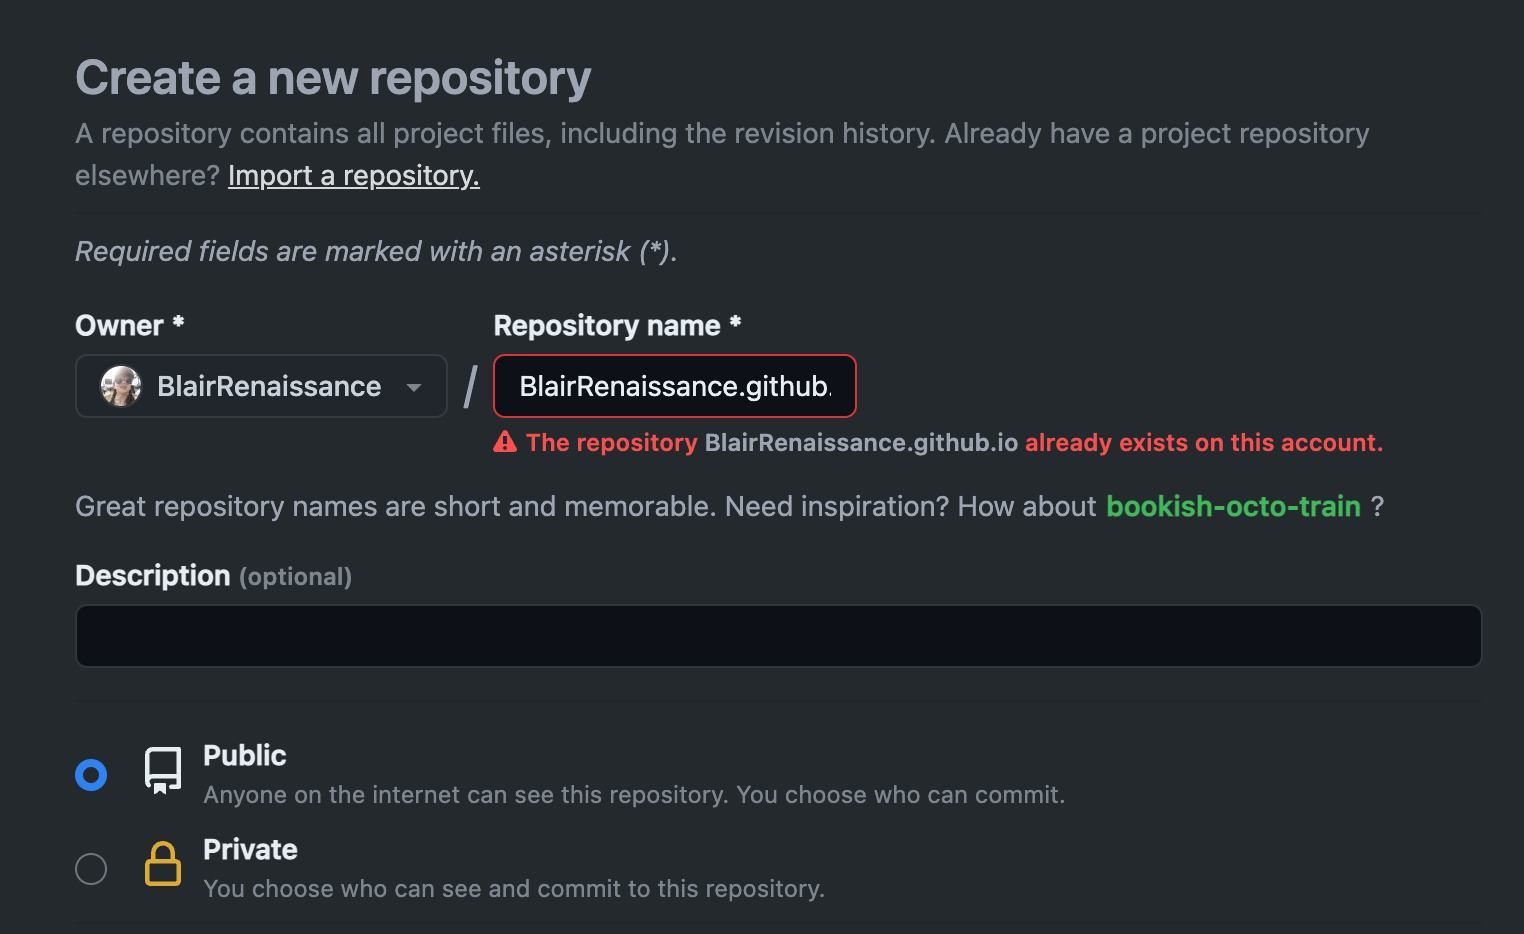 Create a new repository
A repository contains all project files, including the revision history. Already have a project repository
elsewhere? Import a repository.
Required fields are marked with an asterisk (*).
Owner *
Repository name *
BlairRenaissance
/
BlairRenaissance.github.
The repository BlairRenaissance.github.io already exists on this account.
Great repository names are short and memorable. Need inspiration? How about bookish-octo-train ?
Description (optional)
Public
Anyone on the internet can see this repository. You choose who can commit.
Private
You choose who can see and commit to this repository.